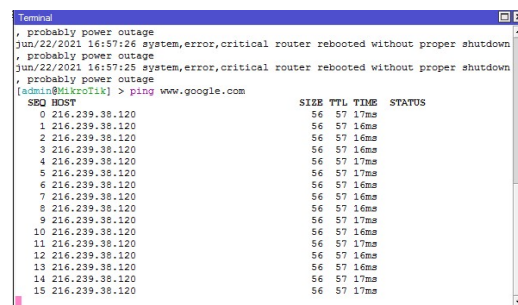 Terminal
, probably power outage
jun/22/2021 16:57:26 system,error,critical router rebooted without proper shutdown
, probably power outage
jun/22/2021 16:57:25 system,error,critical router rebooted without proper shutdown
, probably power outage
[admin@MikroTik] > ping www.google.com
SEQ HOST SIZE TTL TIME STATUS
0 216.239.38.120 56 57 17ms
1 216.239.38.120 56 57 16ms
2 216.239.38.120 56 57 16ms
3 216.239.38.120 56 57 16ms
4 216.239.38.120 56 57 17ms
5 216.239.38.120 56 57 17ms
6 216.239.38.120 56 57 16ms
7 216.239.38.120 56 57 16ms
8 216.239.38.120 56 57 16ms
9 216.239.38.120 56 57 17ms
10 216.239.38.120 56 57 16ms
11 216.239.38.120 56 57 17ms
12 216.239.38.120 56 57 16ms
13 216.239.38.120 56 57 16ms
14 216.239.38.120 56 57 17ms
15 216.239.38.120 56 57 17ms